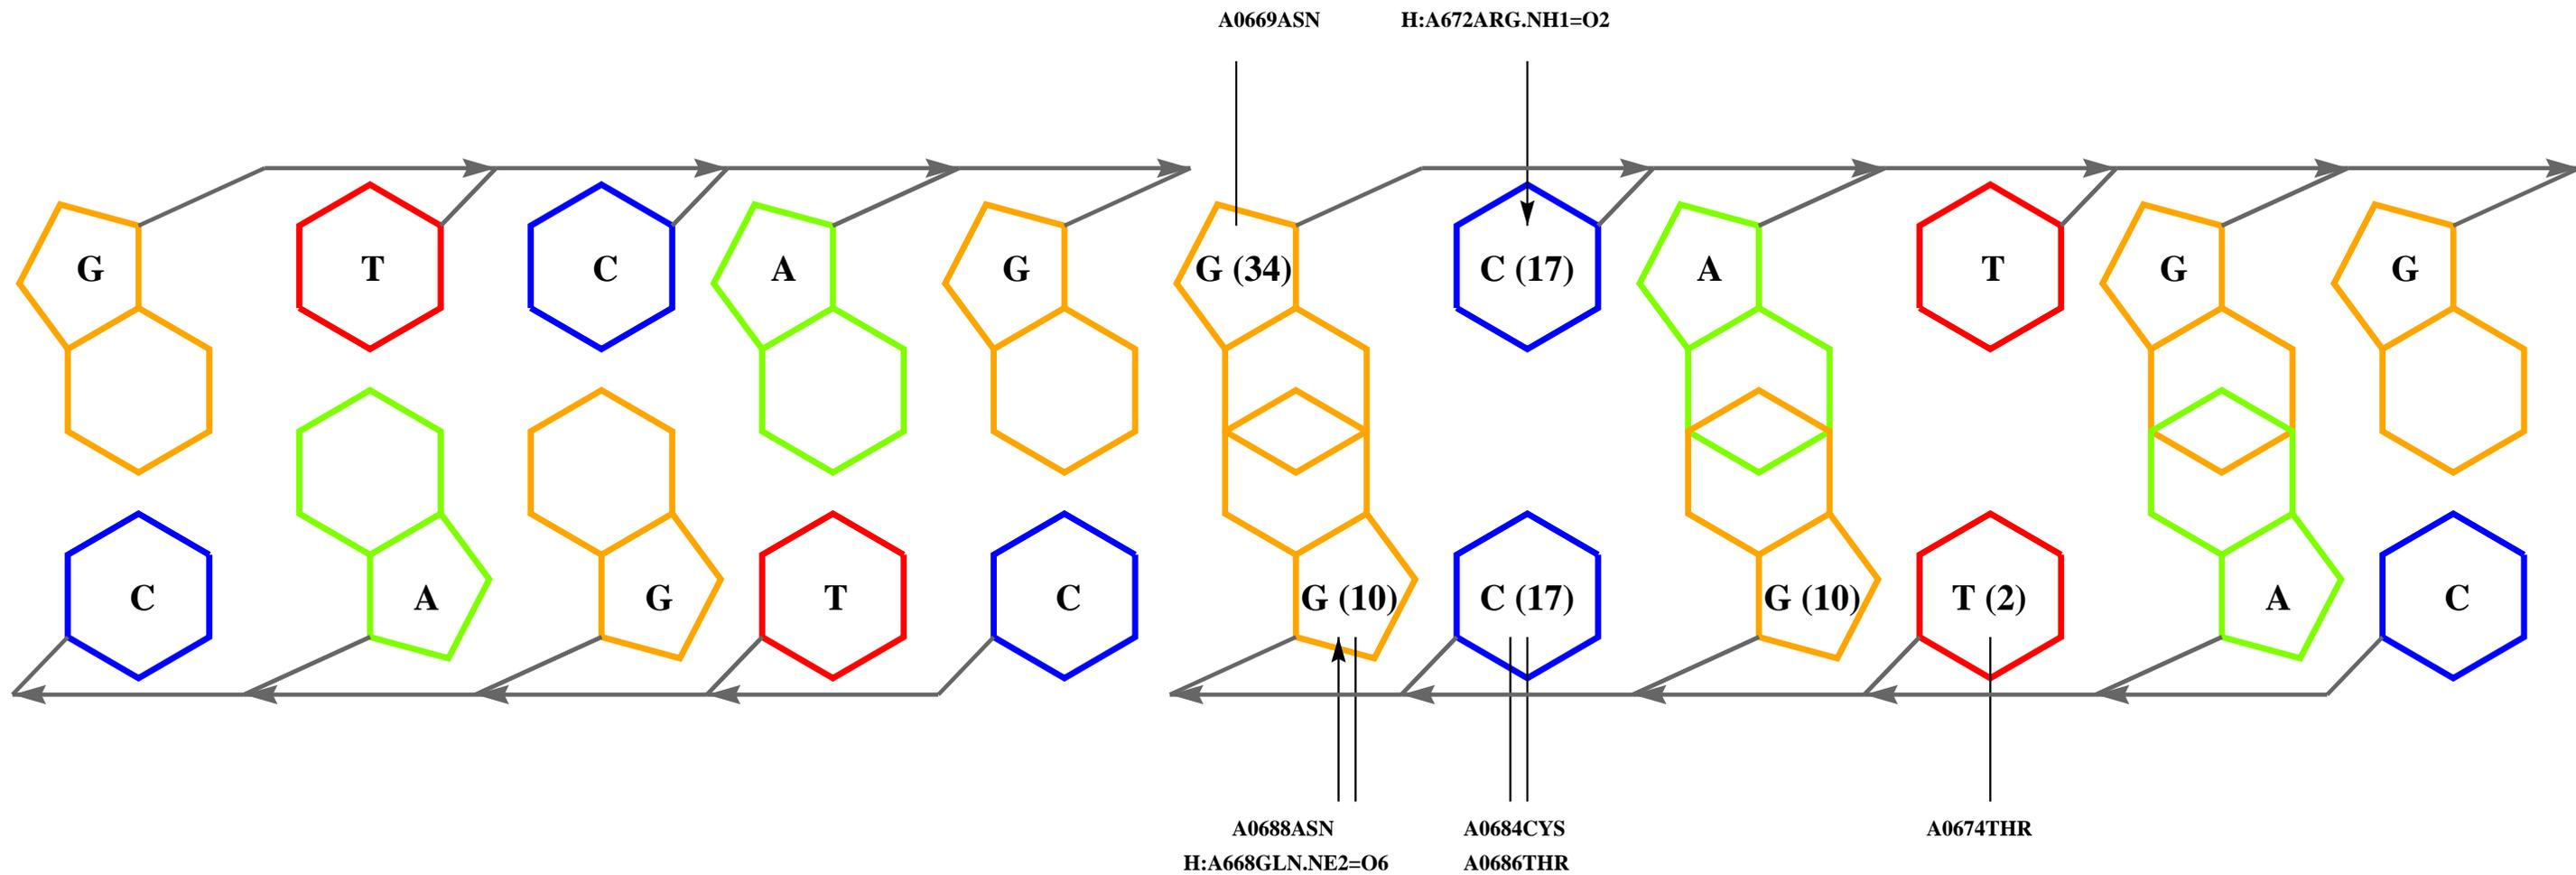 A0669ASN H:A672ARG.NH1=O2
G T C A G G (34) C (17) A T G G
C A G T C G (10) C (17) G (10) T (2) A C
A0688ASN A0684CYS A0674THR
H:A668GLN.NE2=O6 A0686THR